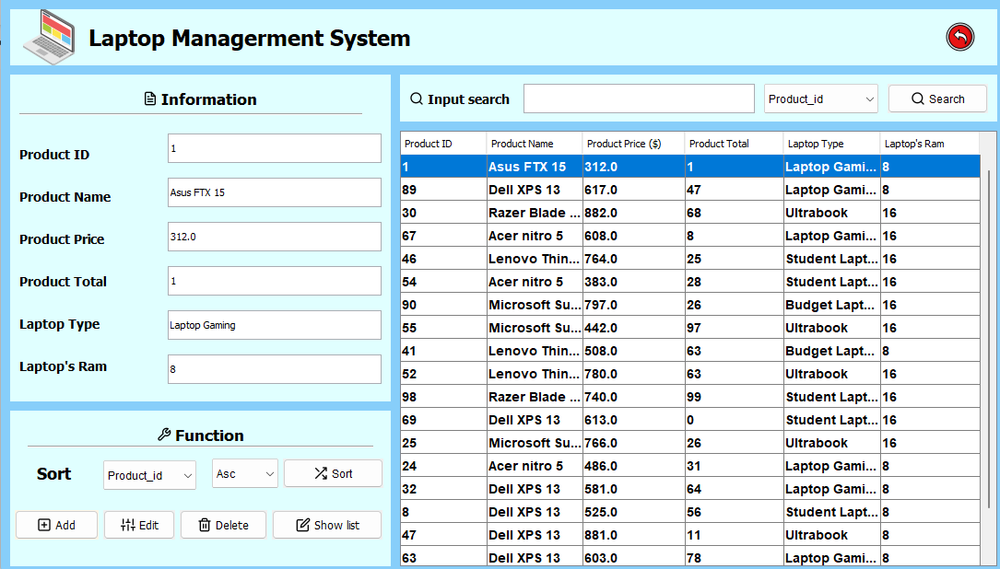 Laptop Managerment System
Information
Product ID 1
Product Name Asus FTX 15
Product Price 312.0
Product Total 1
Laptop Type Laptop Gaming
Laptop's Ram 8
Function
Sort Product_id Asc Sort
Add Edit Delete Show list
Input search Product_id Search
Product ID Product Name Product Price ($) Product Total Laptop Type Laptop's Ram
1 Asus FTX 15 312.0 1 Laptop Gami... 8
89 Dell XPS 13 617.0 47 Laptop Gami... 8
30 Razer Blade ... 882.0 68 Ultrabook 16
67 Acer nitro 5 608.0 8 Laptop Gami... 16
46 Lenovo Thin... 764.0 25 Student Lapt... 16
54 Acer nitro 5 383.0 28 Student Lapt... 16
90 Microsoft Su... 797.0 26 Budget Lapt... 16
55 Microsoft Su... 442.0 97 Ultrabook 16
41 Lenovo Thin... 508.0 63 Budget Lapt... 8
52 Lenovo Thin... 780.0 63 Ultrabook 16
98 Razer Blade ... 740.0 99 Student Lapt... 16
69 Dell XPS 13 613.0 0 Student Lapt... 16
25 Microsoft Su... 766.0 26 Ultrabook 16
24 Acer nitro 5 486.0 31 Laptop Gami... 8
32 Dell XPS 13 581.0 64 Laptop Gami... 8
8 Dell XPS 13 525.0 56 Student Lapt... 8
47 Dell XPS 13 881.0 11 Ultrabook 8
63 Dell XPS 13 603.0 78 Laptop Gami... 8